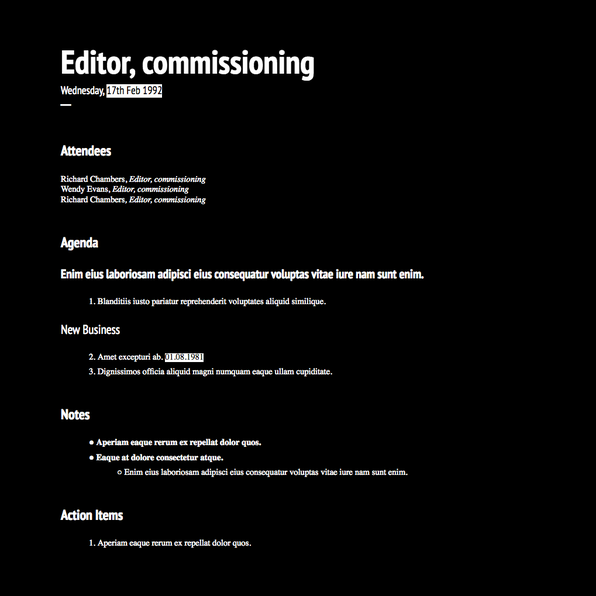 Editor, commissioning
Wednesday, 17th Feb 1992
Attendees
Richard Chambers, Editor, commissioning
Wendy Evans, Editor, commissioning
Richard Chambers, Editor, commissioning
Agenda
Enim eius laboriosam adipisci eius consequatur voluptas vitae iure nam sunt enim.
1. Blanditiis iusto pariatur reprehenderit voluptates aliquid similique.
New Business
2. Amet excepturi ab. 01.08.1981
3. Dignissimos officia aliquid magni numquam eaque ullam cupiditate.
Notes
● Aperiam eaque rerum ex repellat dolor quos.
● Eaque at dolore consectetur atque.
○ Enim eius laboriosam adipisci eius consequatur voluptas vitae iure nam sunt enim.
Action Items
1. Aperiam eaque rerum ex repellat dolor quos.